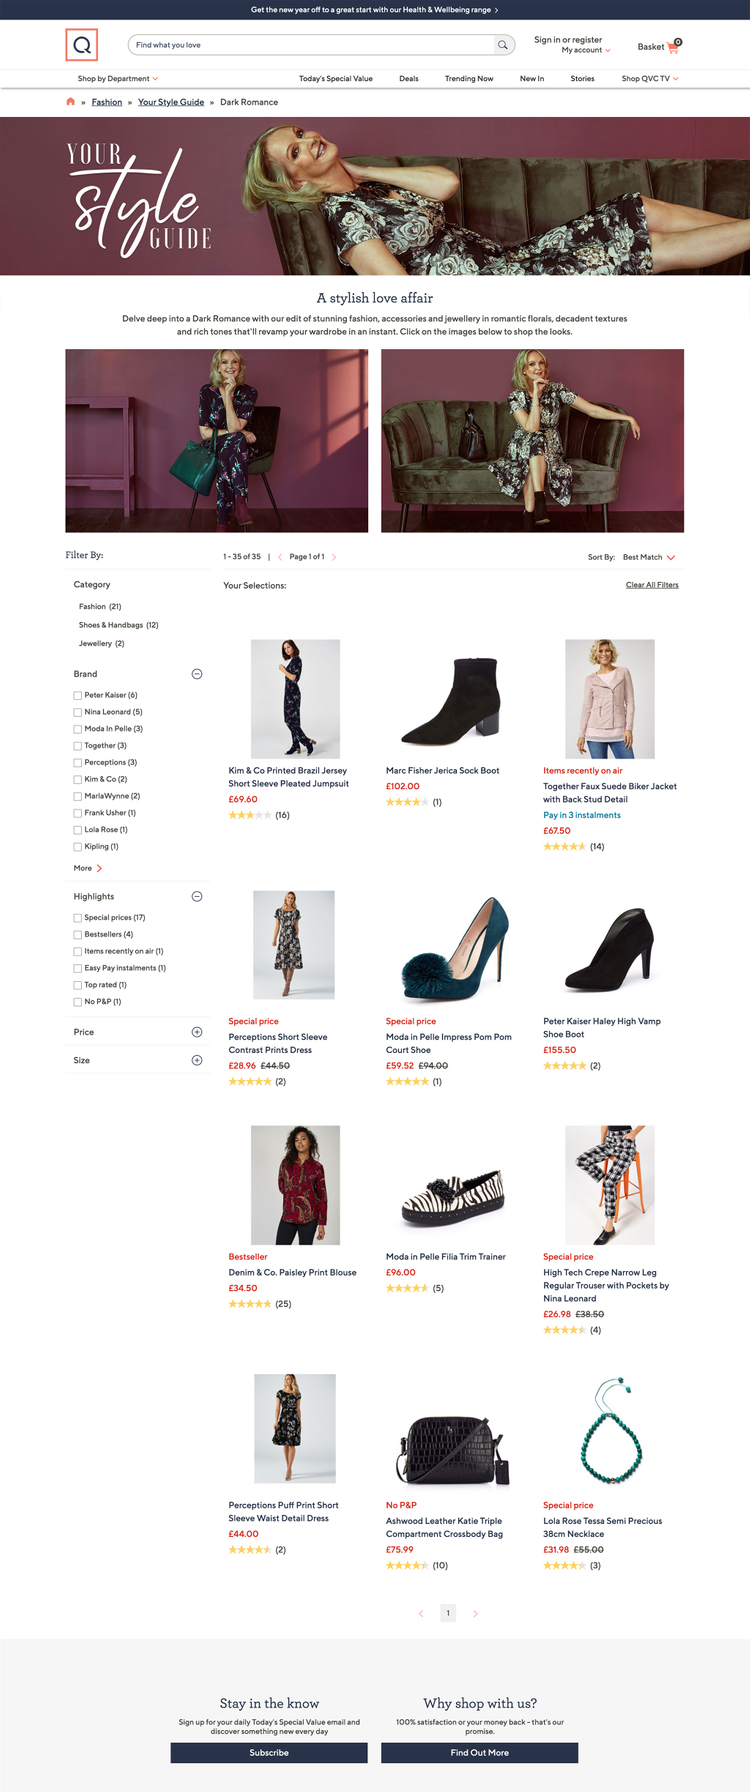 Get the new year off to a great start with our Health & Wellbeing range >
Q
Find what you love
Sign in or register
My account
Basket
0
Shop by Department
Today's Special Value
Deals
Trending Now
New In
Stories
Shop QVC TV
» Fashion » Your Style Guide » Dark Romance
YOUR
style
GUIDE
A stylish love affair
Delve deep into a Dark Romance with our edit of stunning fashion, accessories and jewellery in romantic florals, decadent textures
and rich tones that'll revamp your wardrobe in an instant. Click on the images below to shop the looks.
Filter By:
Category
Fashion (21)
Shoes & Handbags (12)
Jewellery (2)
Brand
Peter Kaiser (6)
Nina Leonard (5)
Moda In Pelle (3)
Together (3)
Perceptions (3)
Kim & Co (2)
MarlaWynne (2)
Frank Usher (1)
Lola Rose (1)
Kipling (1)
More
Highlights
Special prices (17)
Bestsellers (4)
Items recently on air (1)
Easy Pay instalments (1)
Top rated (1)
No P&P (1)
Price
Size
1 - 35 of 35 | < Page 1 of 1 >
Sort By: Best Match
Your Selections:
Clear All Filters
Kim & Co Printed Brazil Jersey
Short Sleeve Pleated Jumpsuit
£69.60
(16)
Marc Fisher Jerica Sock Boot
£102.00
(1)
Items recently on air
Together Faux Suede Biker Jacket
with Back Stud Detail
Pay in 3 instalments
£67.50
(14)
Special price
Perceptions Short Sleeve
Contrast Prints Dress
£28.96 £44.50
(2)
Special price
Moda in Pelle Impress Pom Pom
Court Shoe
£59.52 £94.00
(1)
Peter Kaiser Haley High Vamp
Shoe Boot
£155.50
(2)
Bestseller
Denim & Co. Paisley Print Blouse
£34.50
(25)
Moda in Pelle Filia Trim Trainer
£96.00
(5)
Special price
High Tech Crepe Narrow Leg
Regular Trouser with Pockets by
Nina Leonard
£26.98 £38.50
(4)
Perceptions Puff Print Short
Sleeve Waist Detail Dress
£44.00
(2)
No P&P
Ashwood Leather Katie Triple
Compartment Crossbody Bag
£75.99
(10)
Special price
Lola Rose Tessa Semi Precious
38cm Necklace
£31.98 £55.00
(3)
< 1 >
Stay in the know
Sign up for your daily Today's Special Value email and
discover something new every day
Subscribe
Why shop with us?
100% satisfaction or your money back - that's our
promise.
Find Out More